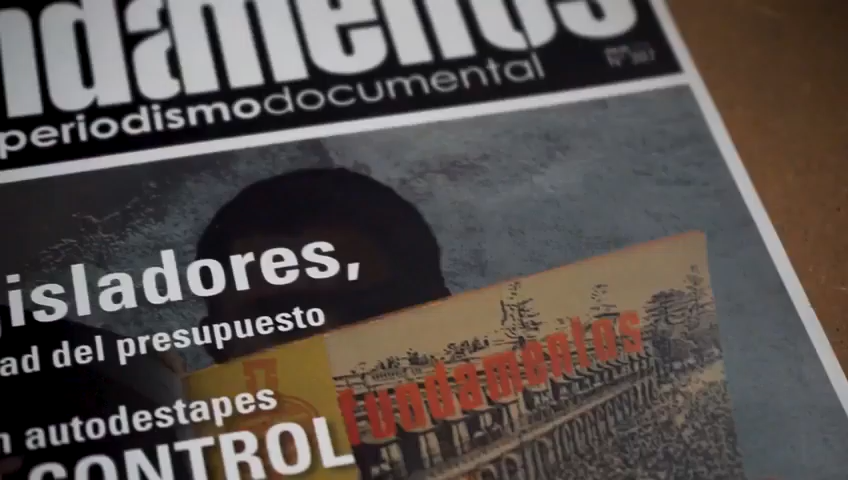 ndamentos
periodismodocumental
isladores,
ad del presupuesto
n autodestapes
CONTROL
fundamentos